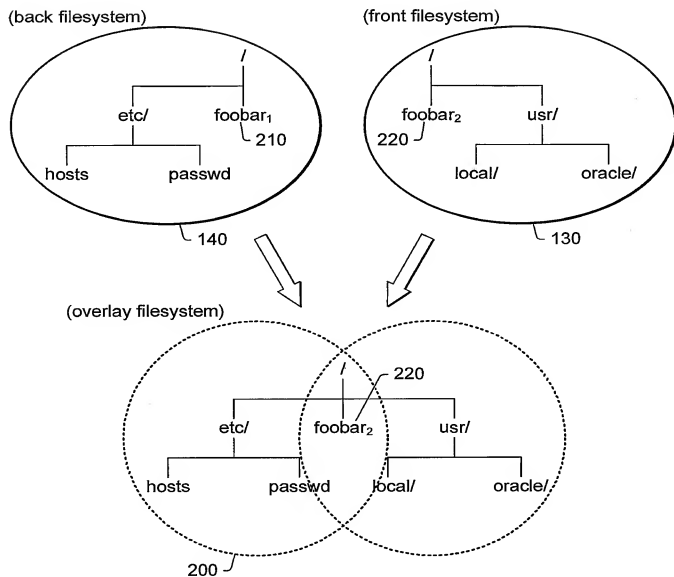 (back filesystem)
/
etc/ foobar₁
210
hosts passwd
140
(front filesystem)
/
foobar₂ usr/
220
local/ oracle/
130
(overlay filesystem)
/
220
etc/ foobar₂ usr/
hosts passwd local/ oracle/
200